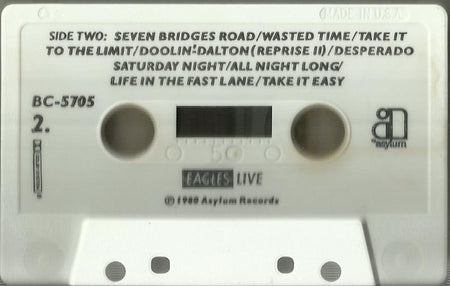 MADE IN U.S.A.
SIDE TWO: SEVEN BRIDGES ROAD/WASTED TIME/TAKE IT
TO THE LIMIT/DOOLIN'-DALTON (REPRISE II)/DESPERADO
SATURDAY NIGHT/ALL NIGHT LONG/
LIFE IN THE FAST LANE/TAKE IT EASY
BC-5705
2.
asylum
50
EAGLES LIVE
℗ 1980 Asylum Records